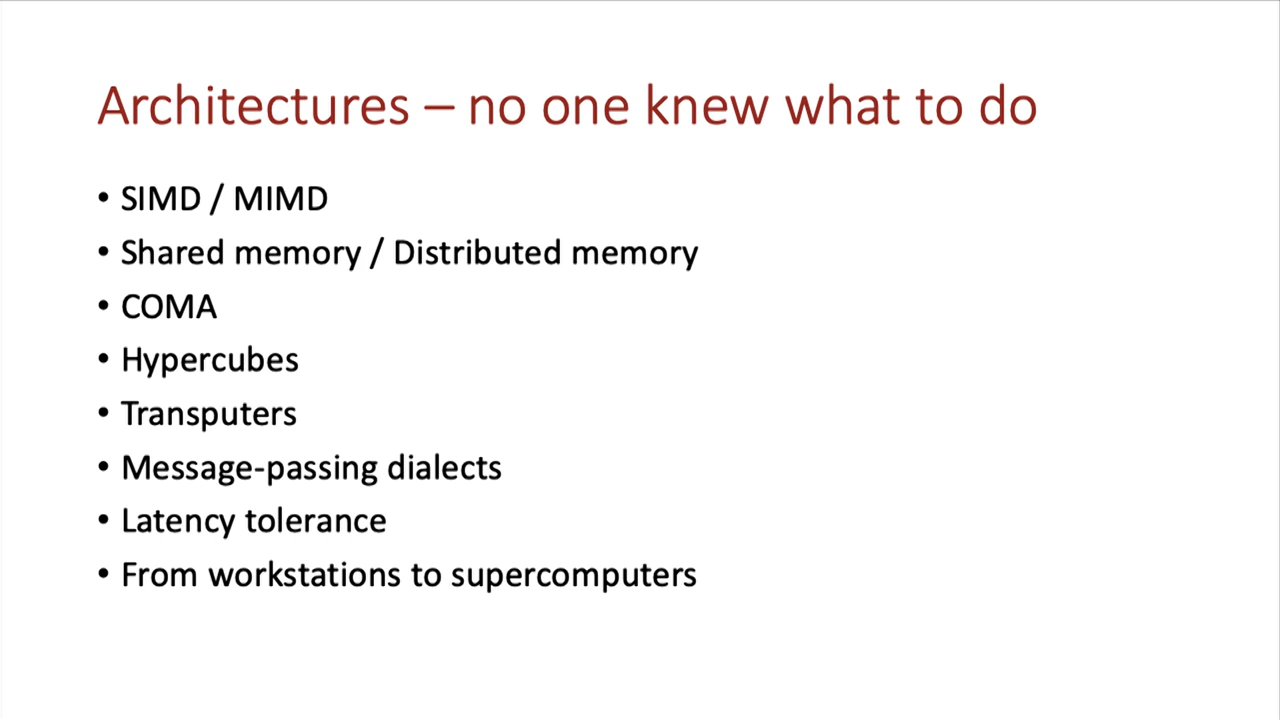 Architectures – no one knew what to do
• SIMD / MIMD
• Shared memory / Distributed memory
• COMA
• Hypercubes
• Transputers
• Message-passing dialects
• Latency tolerance
• From workstations to supercomputers